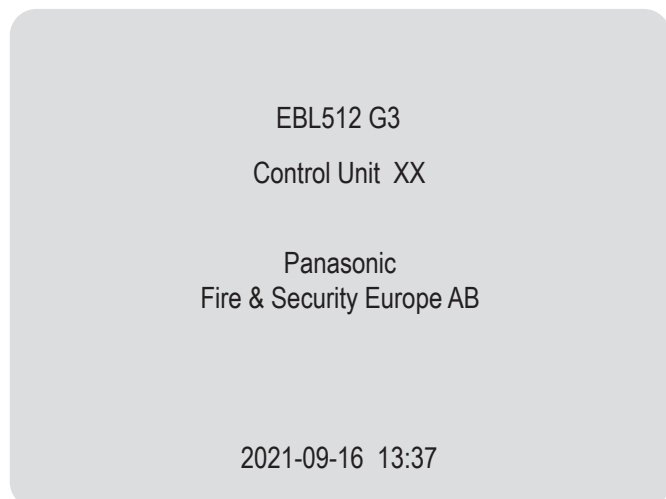 EBL512 G3
Control Unit XX
Panasonic
Fire & Security Europe AB
2021-09-16 13:37